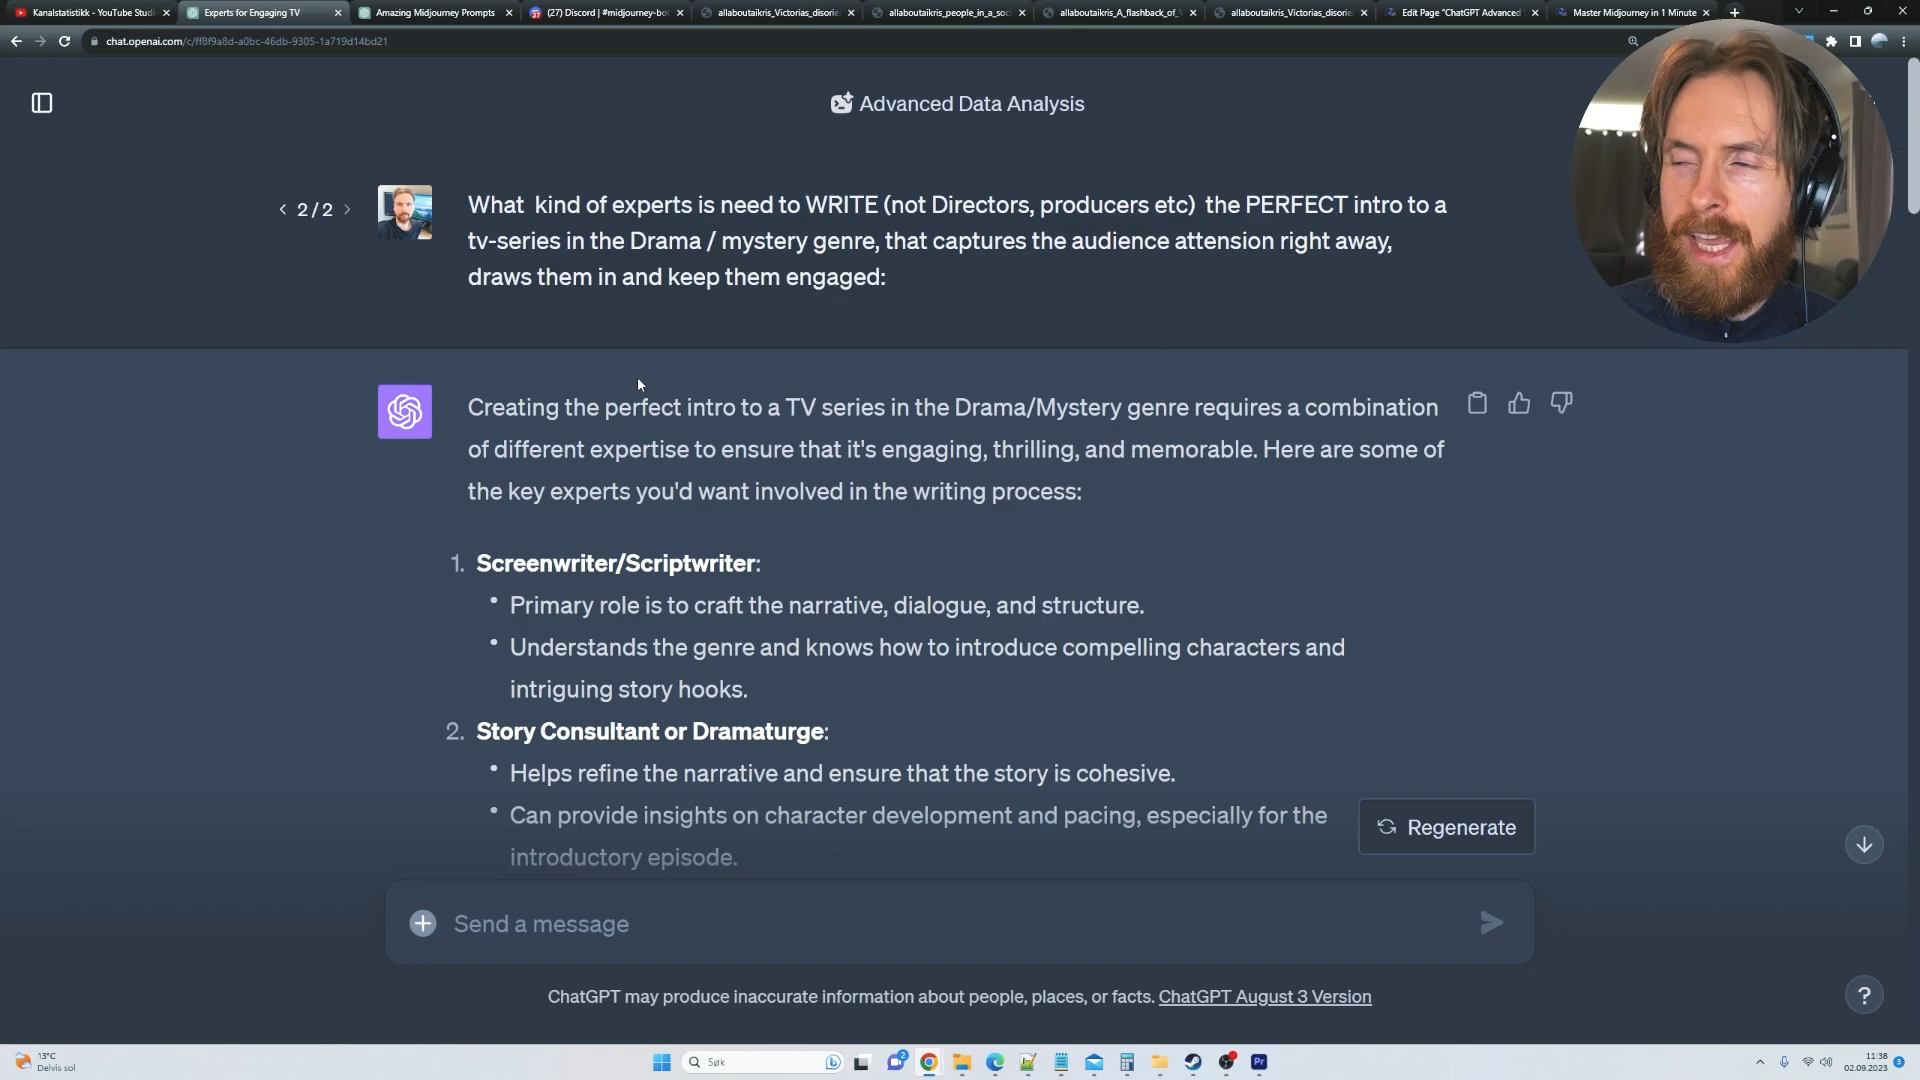 Kanalstatistikk - YouTube Studi
Experts for Engaging TV
Amazing Midjourney Prompts
(27) Discord | #midjourney-bo
allaboutaikris_Victorias_disorie
allaboutaikris_people_in_a_soc
allaboutaikris_A_flashback_of_V
allaboutaikris_Victorias_disorie
Edit Page "ChatGPT Advanced
Master Midjourney in 1 Minute
chat.openai.com/c/ff8f9a8d-a0bc-46db-9305-1a719d14bd21
Advanced Data Analysis
2 / 2
What kind of experts is need to WRITE (not Directors, producers etc) the PERFECT intro to a
tv-series in the Drama / mystery genre, that captures the audience attension right away,
draws them in and keep them engaged:
Creating the perfect intro to a TV series in the Drama/Mystery genre requires a combination
of different expertise to ensure that it's engaging, thrilling, and memorable. Here are some of
the key experts you'd want involved in the writing process:
1. Screenwriter/Scriptwriter:
• Primary role is to craft the narrative, dialogue, and structure.
• Understands the genre and knows how to introduce compelling characters and
intriguing story hooks.
2. Story Consultant or Dramaturge:
• Helps refine the narrative and ensure that the story is cohesive.
• Can provide insights on character development and pacing, especially for the
introductory episode.
Regenerate
Send a message
ChatGPT may produce inaccurate information about people, places, or facts. ChatGPT August 3 Version
?
13°C
Delvis sol
Søk
2
Pr
11:38
02.09.2023
3